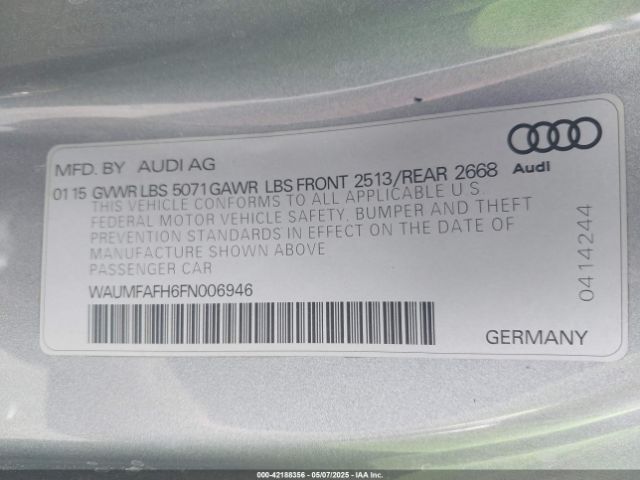 MFD. BY AUDI AG
Audi
01 15 GVWR LBS 5071 GAWR LBS FRONT 2513/REAR 2668
THIS VEHICLE CONFORMS TO ALL APPLICABLE U.S.
FEDERAL MOTOR VEHICLE SAFETY, BUMPER AND THEFT
PREVENTION STANDARDS IN EFFECT ON THE DATE OF
MANUFACTURE SHOWN ABOVE
PASSENGER CAR
WAUMFAFH6FN006946
0414244
GERMANY
000-42188356 05/07/2025 IAA Inc.